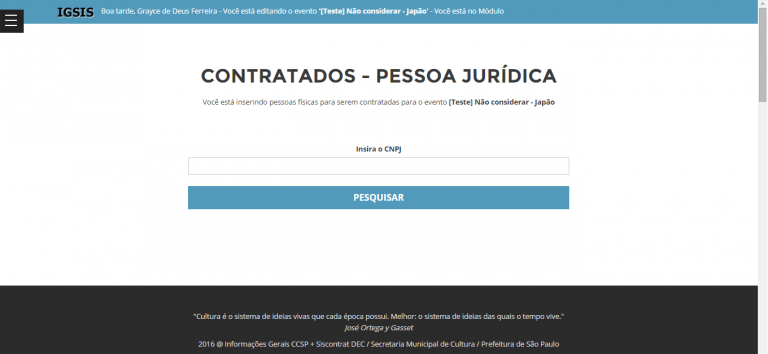 IGSIS Boa tarde, Grayce de Deus Ferreira - Você está editando o evento '[Teste] Não considerar - Japão' - Você está no Módulo
CONTRATADOS - PESSOA JURÍDICA
Você está inserindo pessoas físicas para serem contratadas para o evento [Teste] Não considerar - Japão
Insira o CNPJ
PESQUISAR
"Cultura é o sistema de ideias vivas que cada época possui. Melhor: o sistema de ideias das quais o tempo vive."
José Ortega y Gasset
2016 @ Informações Gerais CCSP + Siscontrat DEC / Secretaria Municipal de Cultura / Prefeitura de São Paulo